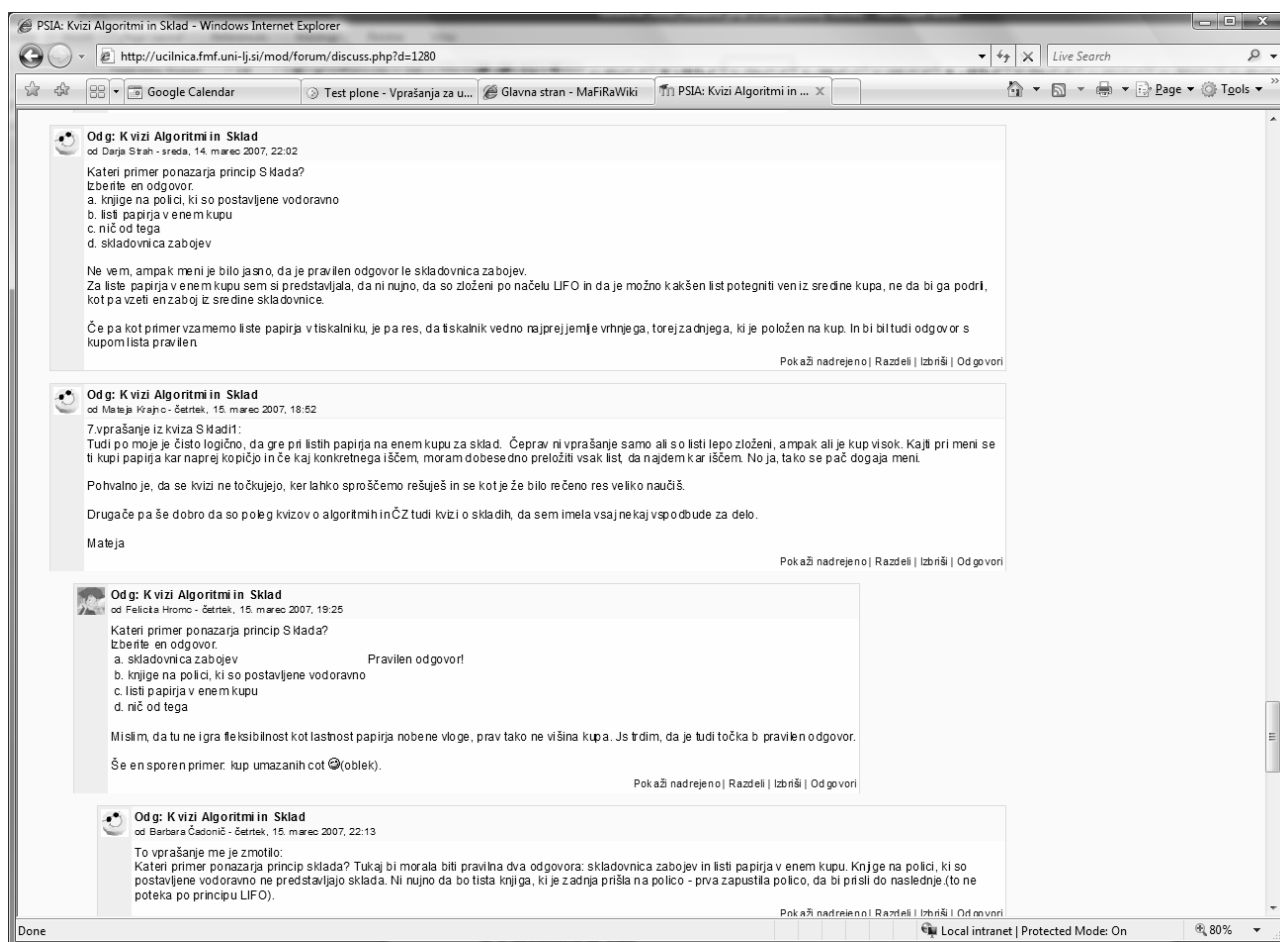 PSIA: Kvizi Algoritmi in Sklad - Windows Internet Explorer
http://ucilnica.fmf.uni-lj.si/mod/forum/discuss.php?d=1280
Live Search
Google Calendar
Test plone - Vprašanja za u...
Glavna stran - MaFiRaWiki
PSIA: Kvizi Algoritmi in ...
Page
Tools
Odg: Kvizi Algoritmi in Sklad
od Darja Strah - sreda, 14. marec 2007, 22:02
Kateri primer ponazarja princip Sklada?
Izberite en odgovor.
a. knjige na polici, ki so postavljene vodoravno
b. listi papirja v enem kupu
c. nič od tega
d. skladovnica zabojev
Ne vem, ampak meni je bilo jasno, da je pravilen odgovor le skladovnica zabojev.
Za liste papirja v enem kupu sem si predstavljala, da ni nujno, da so zloženi po načelu LIFO in da je možno kakšen list potegniti ven iz sredine kupa, ne da bi ga podrli,
kot pa vzeti en zaboj iz sredine skladovnice.
Če pa kot primer vzamemo liste papirja v tiskalniku, je pa res, da tiskalnik vedno najprej jemlje vrhnjega, torej zadnjega, ki je položen na kup. In bi bil tudi odgovor s
kupom lista pravilen.
Pokaži nadrejeno | Razdeli | Izbriši | Odgovori
Odg: Kvizi Algoritmi in Sklad
od Mateja Krajnc - četrtek, 15. marec 2007, 18:52
7.vprašanje iz kviza Skladi1:
Tudi po moje je čisto logično, da gre pri listih papirja na enem kupu za sklad. Čeprav ni vprašanje samo ali so listi lepo zloženi, ampak ali je kup visok. Kajti pri meni se
ti kupi papirja kar naprej kopičjo in če kaj konkretnega iščem, moram dobesedno preložiti vsak list, da najdem kar iščem. No ja, tako se pač dogaja meni.
Pohvalno je, da se kvizi ne točkujejo, ker lahko sproščemo rešuješ in se kot je že bilo rečeno res veliko naučiš.
Drugače pa še dobro da so poleg kvizov o algoritmih in ČZ tudi kvizi o skladih, da sem imela vsaj nekaj vspodbude za delo.
Mateja
Pokaži nadrejeno | Razdeli | Izbriši | Odgovori
Odg: Kvizi Algoritmi in Sklad
od Felicita Hromc - četrtek, 15. marec 2007, 19:25
Kateri primer ponazarja princip Sklada?
Izberite en odgovor.
a. skladovnica zabojev Pravilen odgovor!
b. knjige na polici, ki so postavljene vodoravno
c. listi papirja v enem kupu
d. nič od tega
Mislim, da tu ne igra fleksibilnost kot lastnost papirja nobene vloge, prav tako ne višina kupa. Js trdim, da je tudi točka b pravilen odgovor.
Še en sporen primer: kup umazanih cot (oblek).
Pokaži nadrejeno | Razdeli | Izbriši | Odgovori
Odg: Kvizi Algoritmi in Sklad
od Barbara Čadonič - četrtek, 15. marec 2007, 22:13
To vprašanje me je zmotilo:
Kateri primer ponazarja princip sklada? Tukaj bi morala biti pravilna dva odgovora: skladovnica zabojev in listi papirja v enem kupu. Knjige na polici, ki so
postavljene vodoravno ne predstavljajo sklada. Ni nujno da bo tista knjiga, ki je zadnja prišla na polico - prva zapustila polico, da bi prisli do naslednje.(to ne
poteka po principu LIFO).
Pokaži nadrejeno | Razdeli | Izbriši | Odgovori
Done
Local intranet | Protected Mode: On
80%